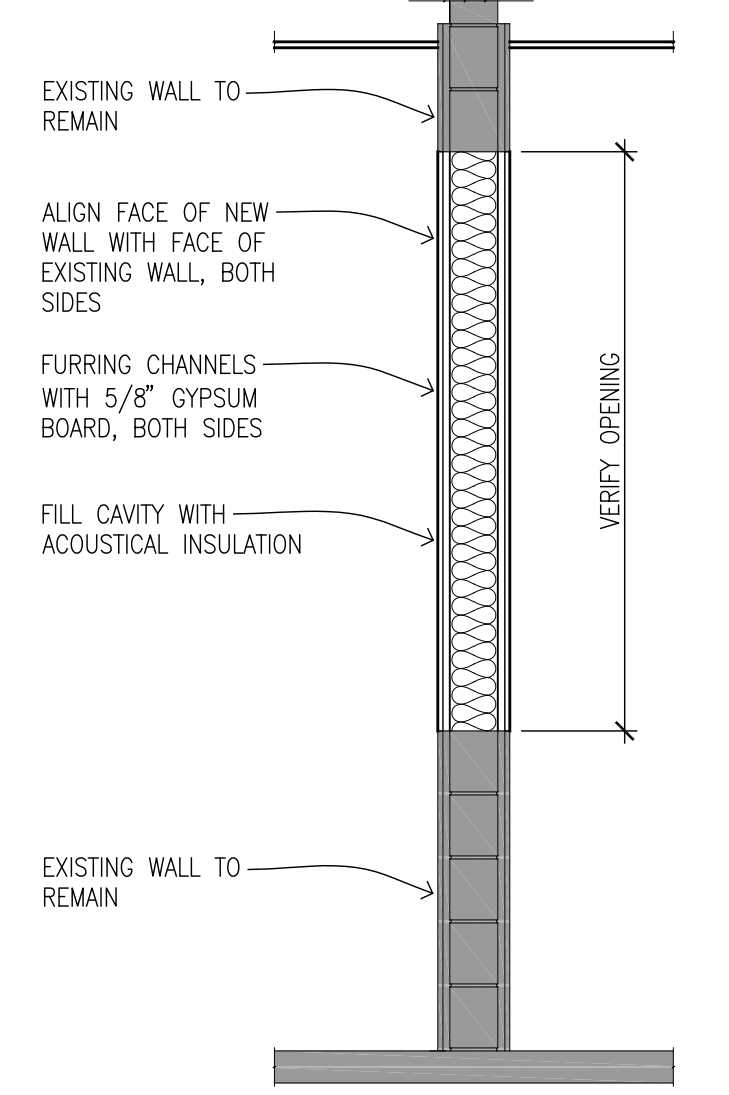 EXISTING WALL TO
REMAIN
ALIGN FACE OF NEW
WALL WITH FACE OF
EXISTING WALL, BOTH
SIDES
FURRING CHANNELS
WITH 5/8” GYPSUM
BOARD, BOTH SIDES
FILL CAVITY WITH
ACOUSTICAL INSULATION
VERIFY OPENING
EXISTING WALL TO
REMAIN